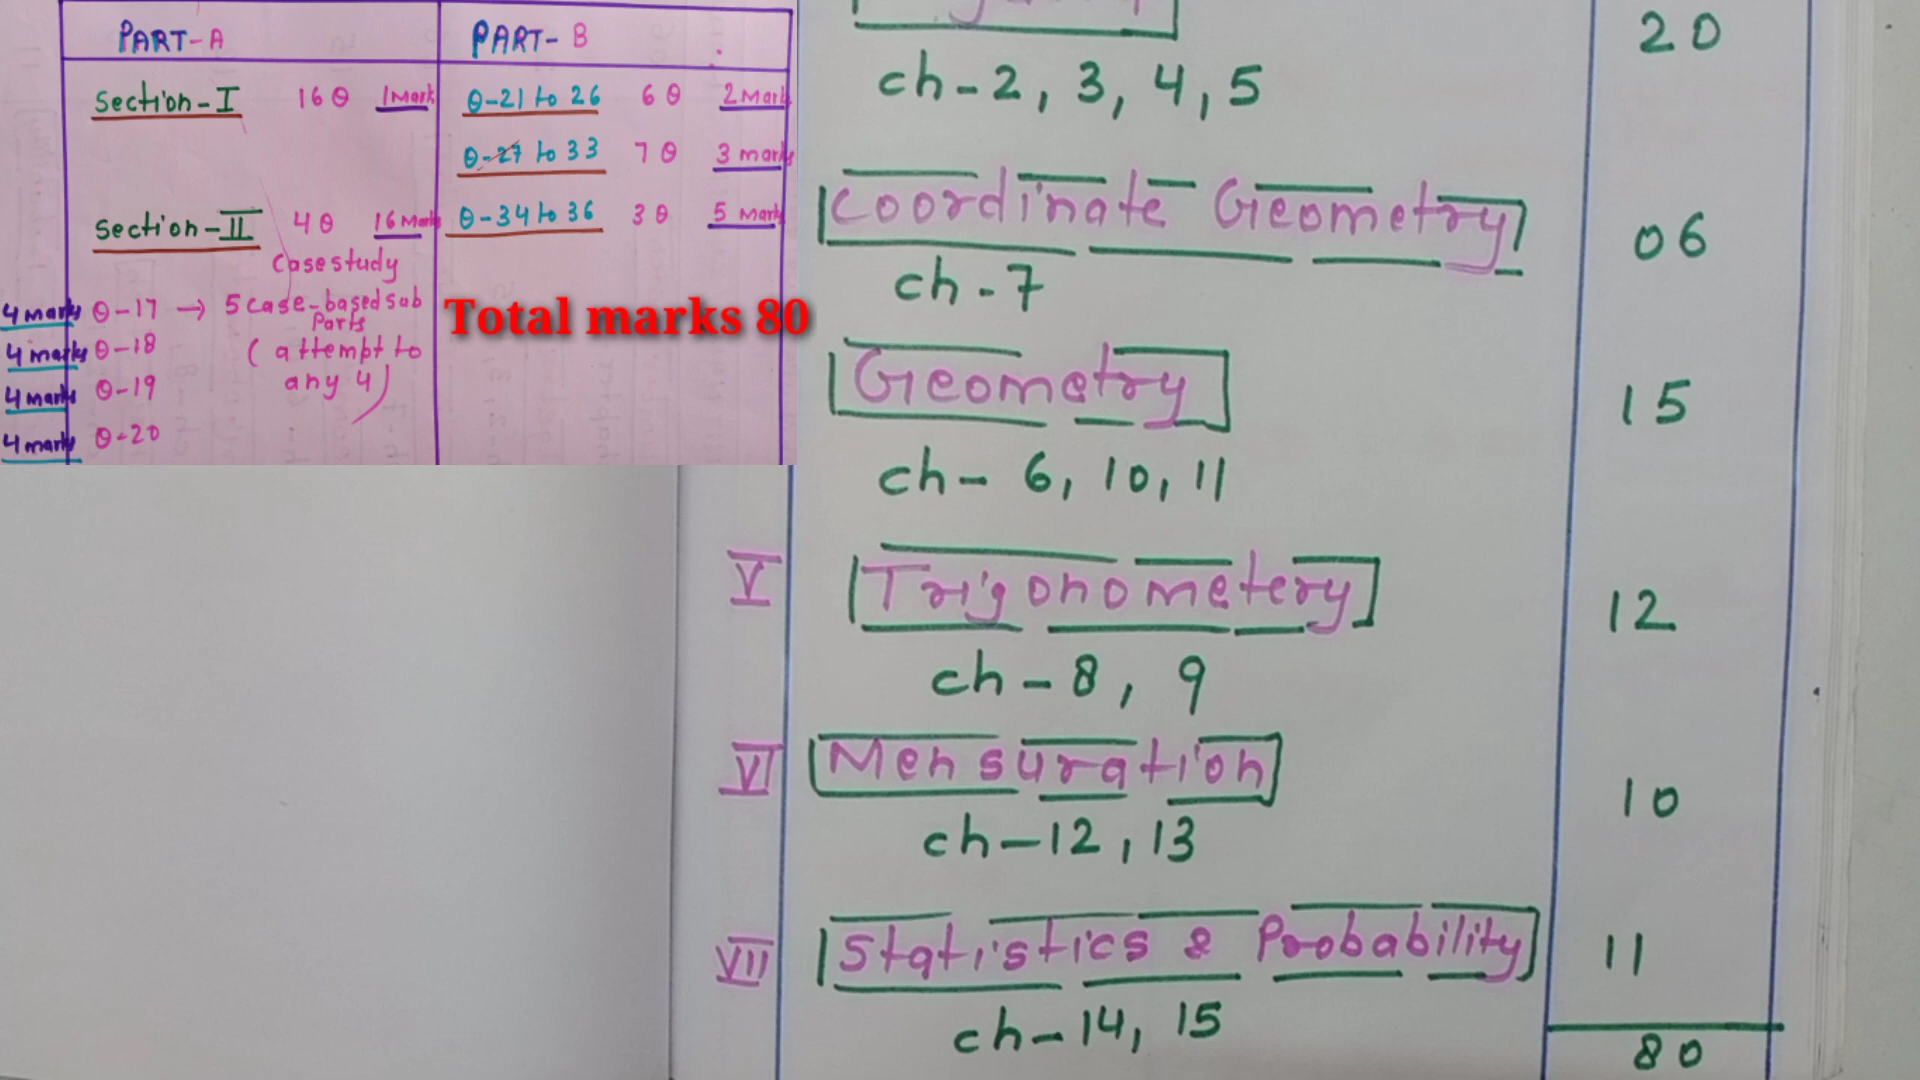 PART-A
Section-I 16 Q 1 Mark
Section-II 4 Q 16 Marks
Case study
4 marks Q-17 → 5 case-based sub
Parts
4 marks Q-18 ( attempt to
any 4 )
4 marks Q-19
4 marks Q-20
PART-B
Q-21 to 26 6 Q 2 Mark
Q-27 to 33 7 Q 3 marks
Q-34 to 36 3 Q 5 Mark
Total marks 80
20
ch-2, 3, 4, 5
Coordinate Geometry 06
ch-7
Geometry 15
ch- 6, 10, 11
V Trigonometery 12
ch-8, 9
VI Mensuration 10
ch-12, 13
VII Statistics & Probability 11
ch-14, 15
80